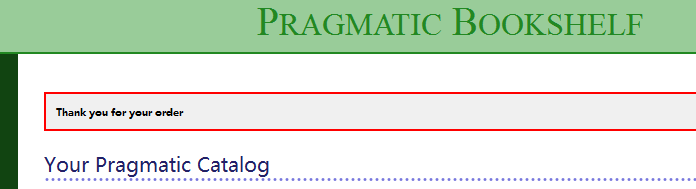 PRAGMATIC BOOKSHELF
Thank you for your order
Your Pragmatic Catalog